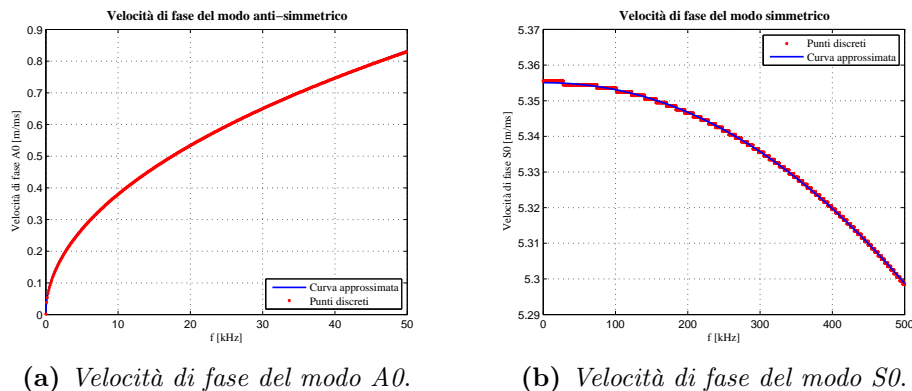 Velocità di fase del modo anti−simmetrico
0.9
0.8
0.7
0.6
0.5
0.4
0.3
0.2
0.1
0
Velocità di fase A0 [m/ms]
0 10 20 30 40 50
f [kHz]
Curva approssimata
Punti discreti
(a) Velocità di fase del modo A0.
Velocità di fase del modo simmetrico
5.37
5.36
5.35
5.34
5.33
5.32
5.31
5.3
5.29
Velocità di fase S0 [m/ms]
0 100 200 300 400 500
f [kHz]
Punti discreti
Curva approssimata
(b) Velocità di fase del modo S0.